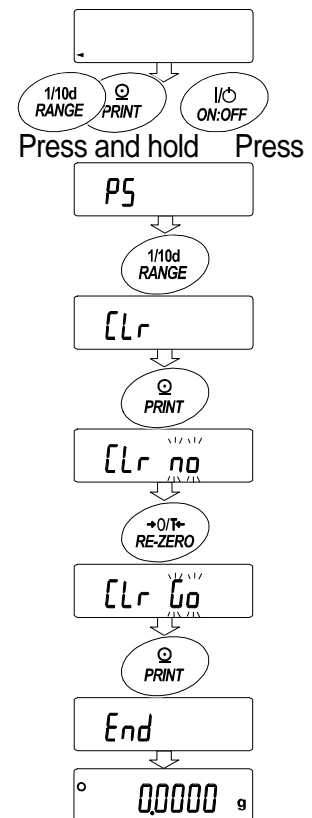 1/10d PRINT I/⏻
RANGE ON:OFF
Press and hold Press
PS
1/10d
RANGE
CLr
PRINT
CLr no
→0/T←
RE-ZERO
CLr Go
PRINT
End
0.0000 g